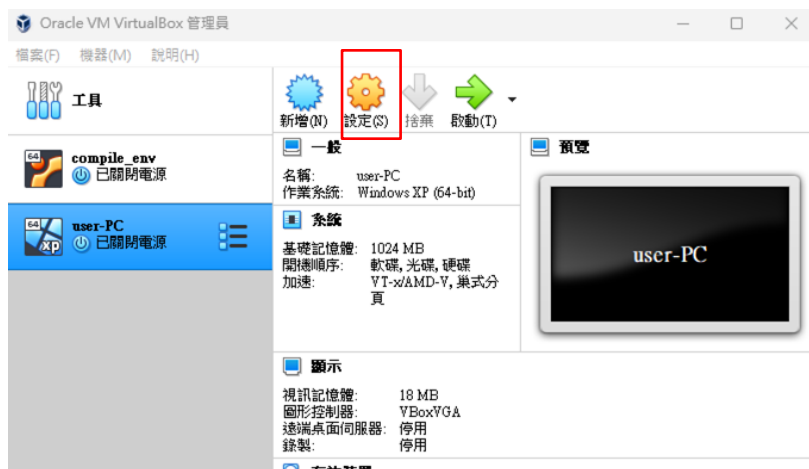 Oracle VM VirtualBox 管理員
檔案(F) 機器(M) 說明(H)
工具
新增(N) 設定(S) 捨棄 啟動(T)
64
compile_env
已關閉電源
64
xp
user-PC
已關閉電源
一般
名稱: user-PC
作業系統: Windows XP (64-bit)
系統
基礎記憶體: 1024 MB
開機順序: 軟碟, 光碟, 硬碟
加速: VT-x/AMD-V, 巢式分
頁
預覽
user-PC
顯示
視訊記憶體: 18 MB
圖形控制器: VBoxVGA
遠端桌面伺服器: 停用
錄製: 停用